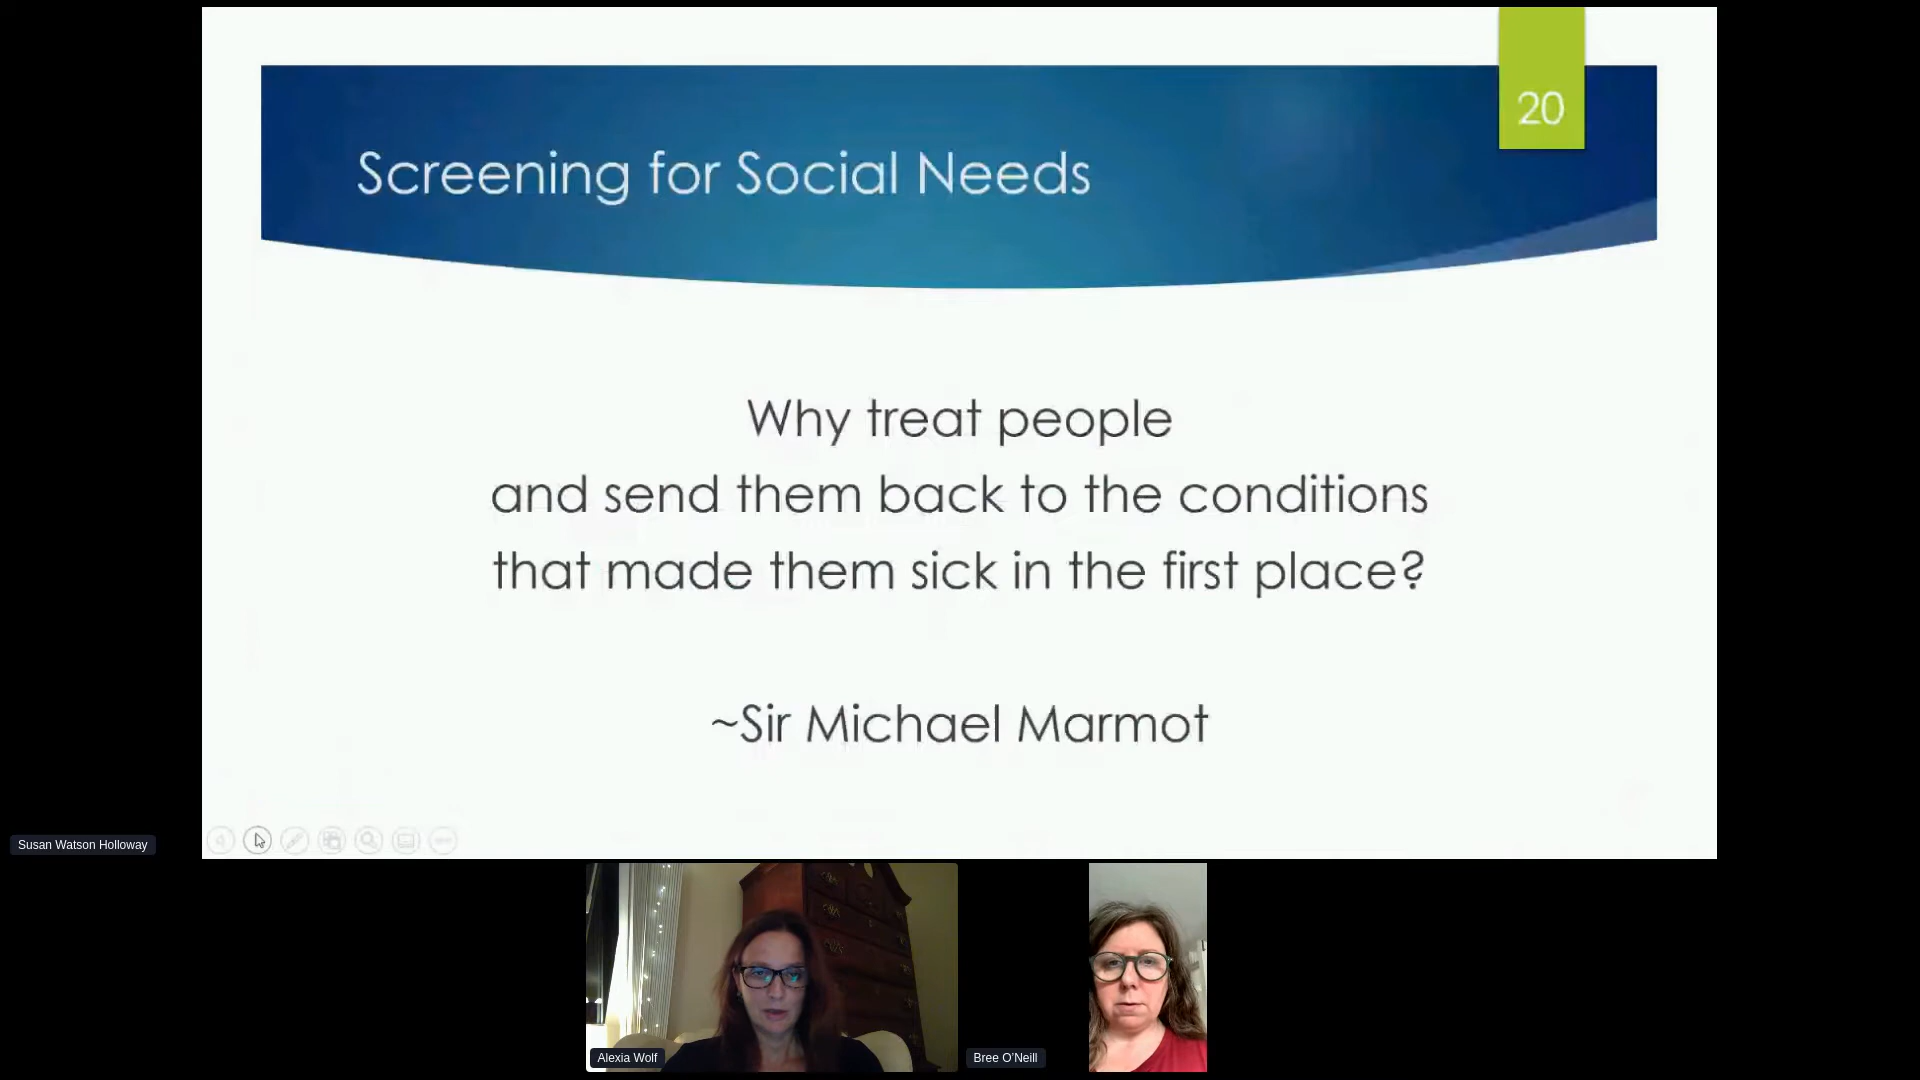 20
Screening for Social Needs
Why treat people
and send them back to the conditions
that made them sick in the first place?
~Sir Michael Marmot
Susan Watson Holloway
Alexia Wolf
Bree O'Neill